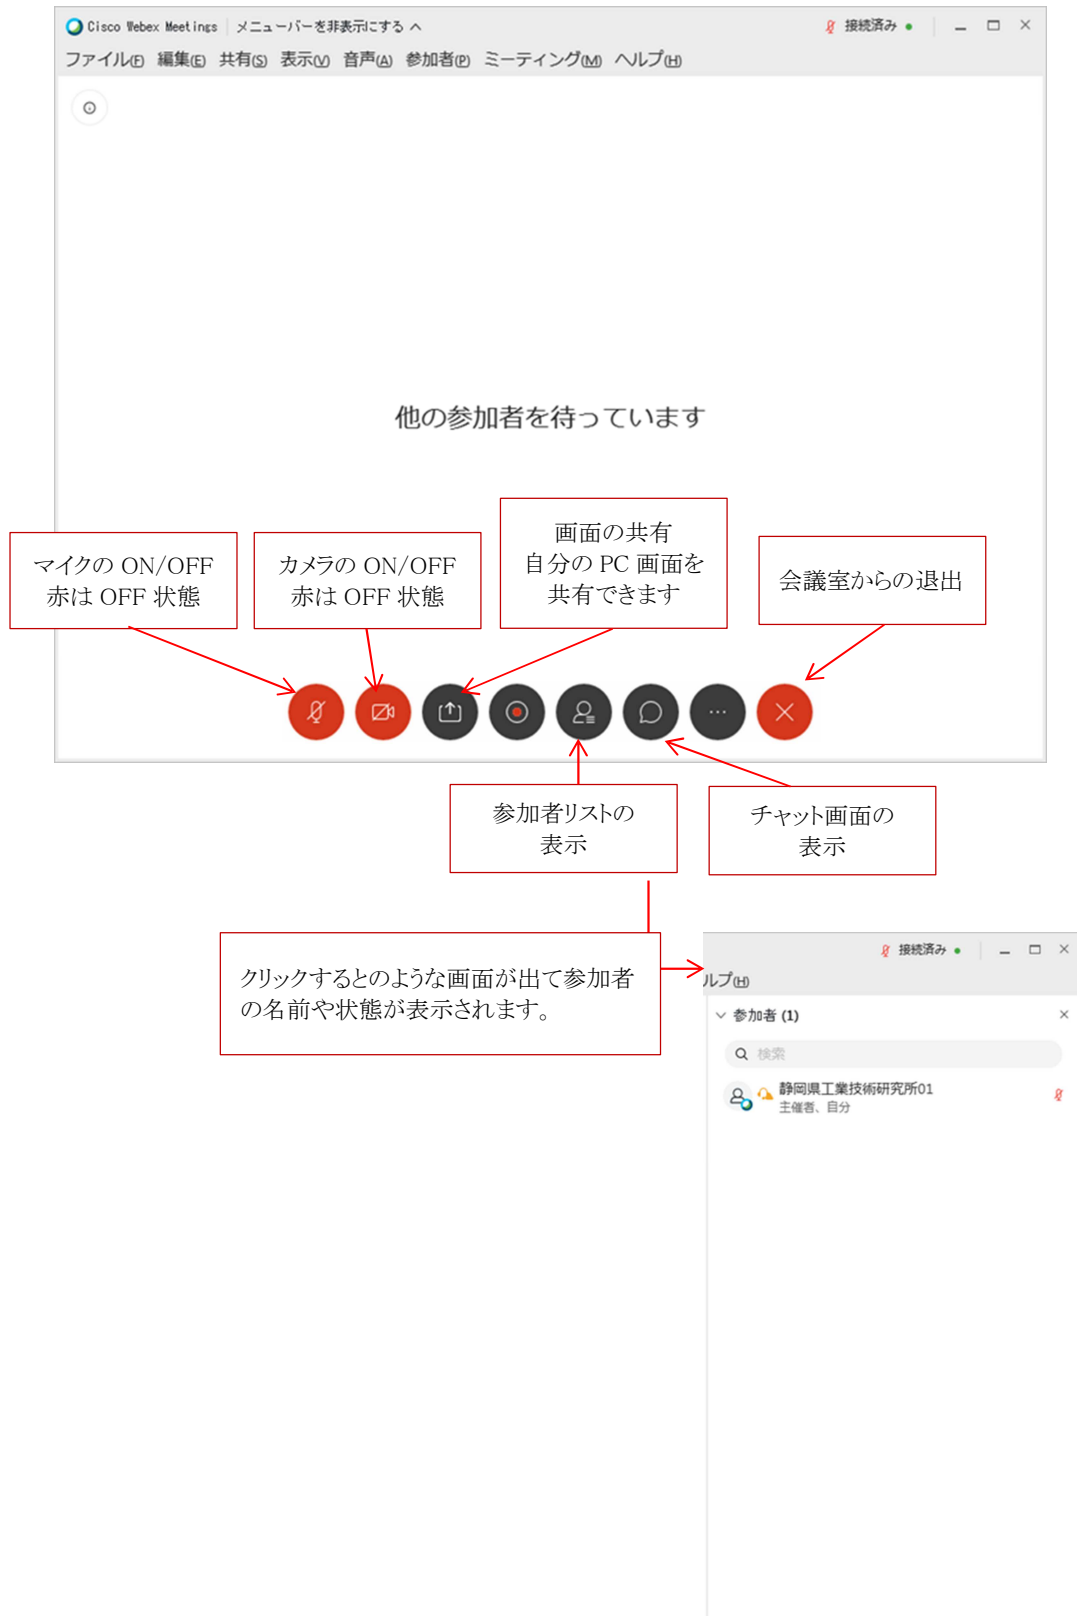 Cisco Webex Meetings メニューバーを非表示にする 接続済み
ファイル(F) 編集(E) 共有(S) 表示(V) 音声(A) 参加者(P) ミーティング(M) ヘルプ(H)
他の参加者を待っています
マイクの ON/OFF
赤は OFF 状態
カメラの ON/OFF
赤は OFF 状態
画面の共有
自分の PC 画面を
共有できます
会議室からの退出
参加者リストの
表示
チャット画面の
表示
クリックするとのような画面が出て参加者
の名前や状態が表示されます。
接続済み
ルプ(H)
参加者 (1)
検索
静岡県工業技術研究所01
主催者、自分